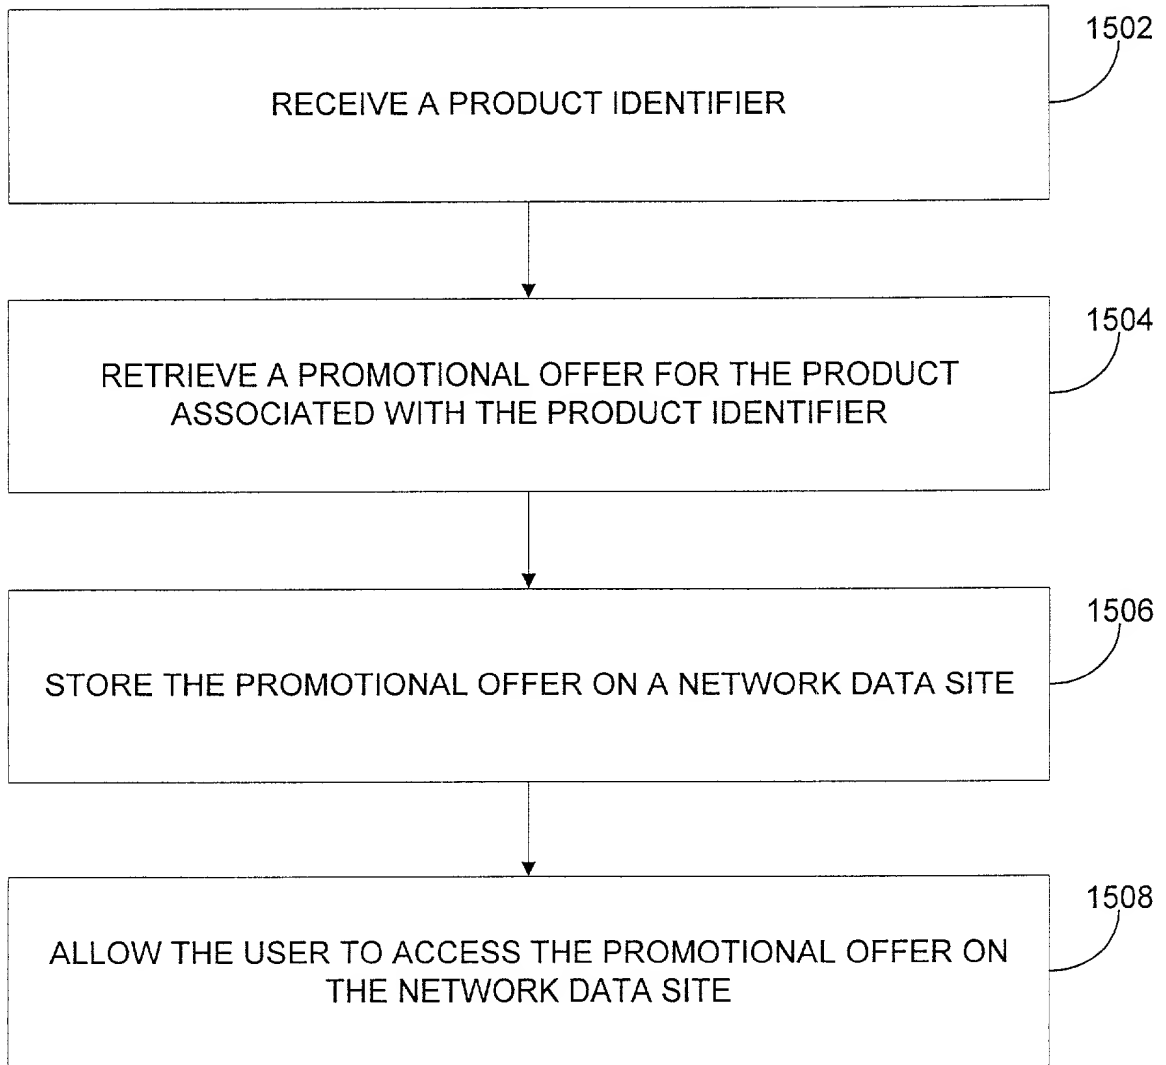 1502
RECEIVE A PRODUCT IDENTIFIER
1504
RETRIEVE A PROMOTIONAL OFFER FOR THE PRODUCT
ASSOCIATED WITH THE PRODUCT IDENTIFIER
1506
STORE THE PROMOTIONAL OFFER ON A NETWORK DATA SITE
1508
ALLOW THE USER TO ACCESS THE PROMOTIONAL OFFER ON
THE NETWORK DATA SITE